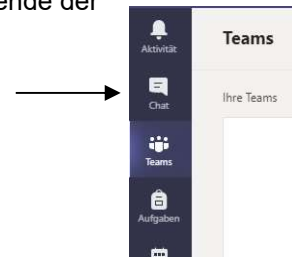 ende der
Aktivität
Teams
Chat
Ihre Teams
Teams
Aufgaben